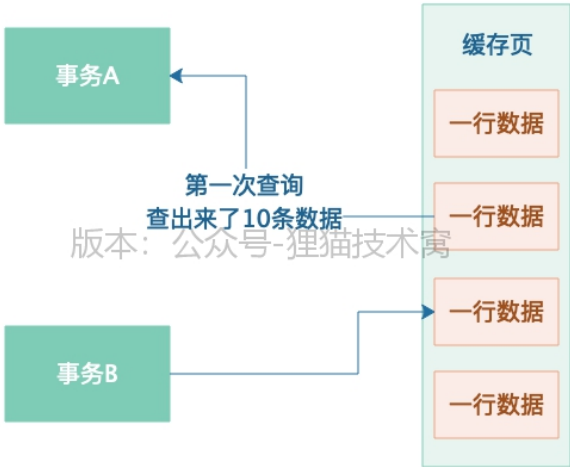 缓存页
事务A
一行数据
第一次查询
查出来了10条数据
一行数据
版本：公众号-狸猫技术窝
一行数据
事务B
一行数据